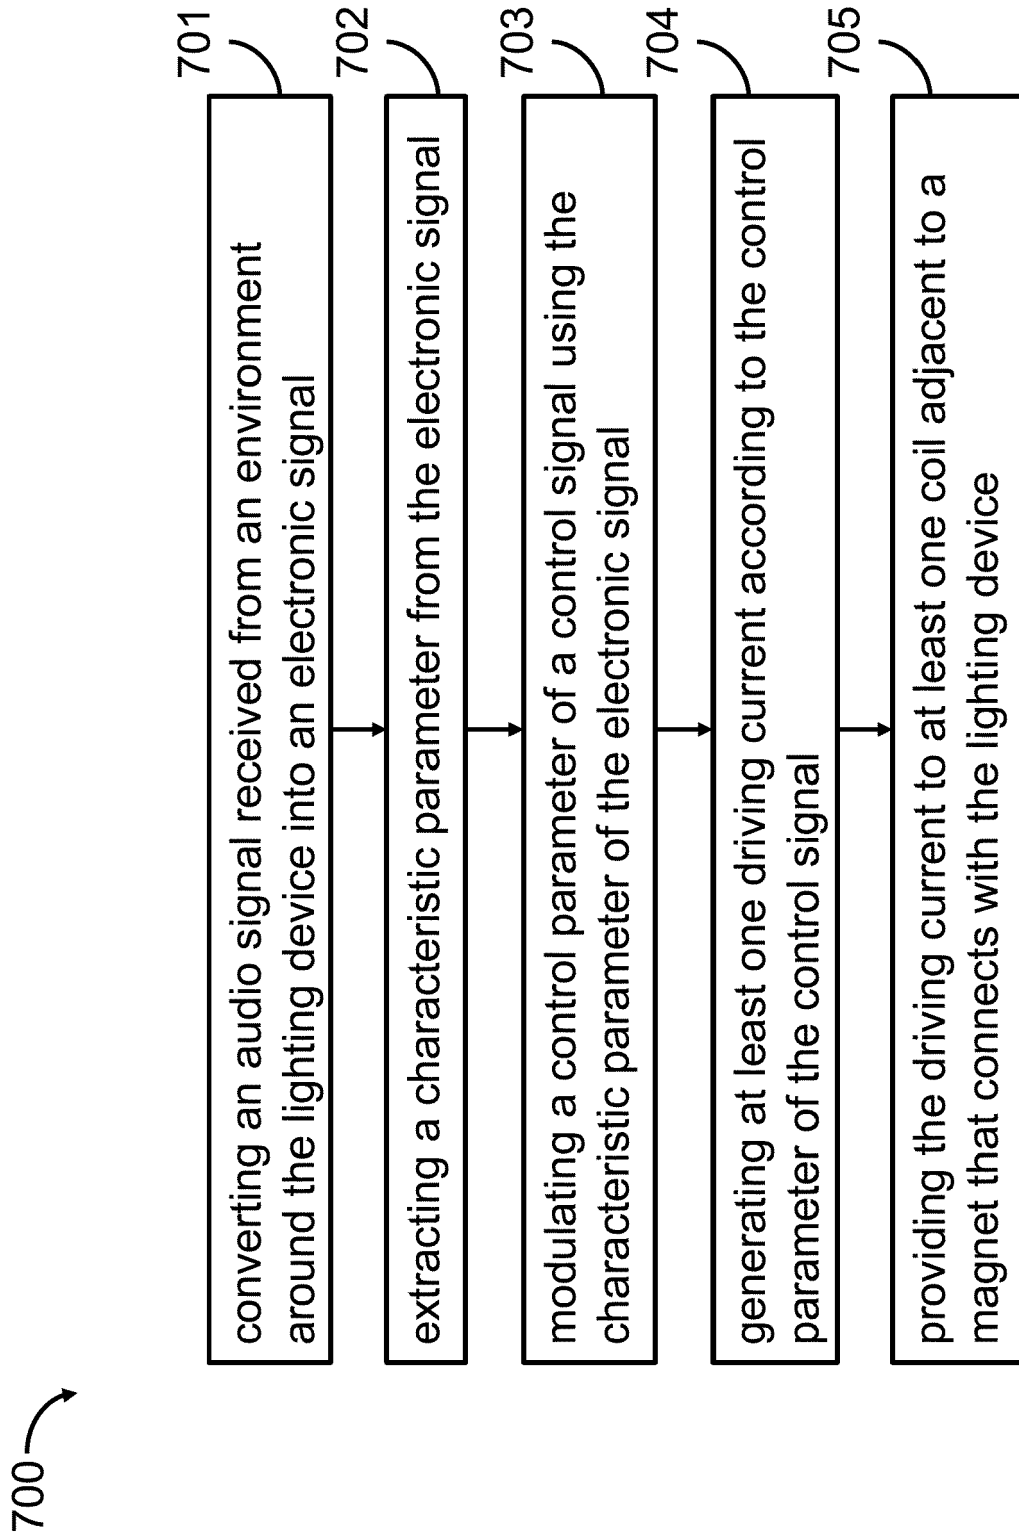 700
701
converting an audio signal received from an environment
around the lighting device into an electronic signal
702
extracting a characteristic parameter from the electronic signal
703
modulating a control parameter of a control signal using the
characteristic parameter of the electronic signal
704
generating at least one driving current according to the control
parameter of the control signal
705
providing the driving current to at least one coil adjacent to a
magnet that connects with the lighting device